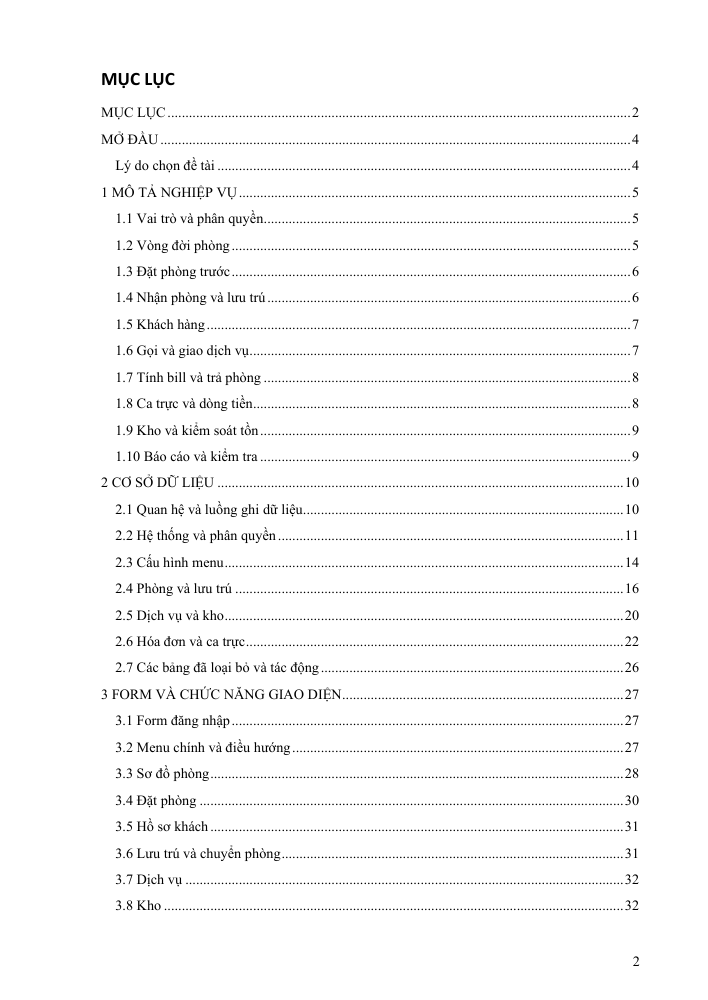 MỤC LỤC
MỤC LỤC ........ 2
MỞ ĐẦU ........ 4
Lý do chọn đề tài ........ 4
1 MÔ TẢ NGHIỆP VỤ ........ 5
1.1 Vai trò và phân quyền ........ 5
1.2 Vòng đời phòng ........ 5
1.3 Đặt phòng trước ........ 6
1.4 Nhận phòng và lưu trú ........ 6
1.5 Khách hàng ........ 7
1.6 Gọi và giao dịch vụ ........ 7
1.7 Tính bill và trả phòng ........ 8
1.8 Ca trực và dòng tiền ........ 8
1.9 Kho và kiểm soát tồn ........ 9
1.10 Báo cáo và kiểm tra ........ 9
2 CƠ SỞ DỮ LIỆU ........ 10
2.1 Quan hệ và luồng ghi dữ liệu ........ 10
2.2 Hệ thống và phân quyền ........ 11
2.3 Cấu hình menu ........ 14
2.4 Phòng và lưu trú ........ 16
2.5 Dịch vụ và kho ........ 20
2.6 Hóa đơn và ca trực ........ 22
2.7 Các bảng đã loại bỏ và tác động ........ 26
3 FORM VÀ CHỨC NĂNG GIAO DIỆN ........ 27
3.1 Form đăng nhập ........ 27
3.2 Menu chính và điều hướng ........ 27
3.3 Sơ đồ phòng ........ 28
3.4 Đặt phòng ........ 30
3.5 Hồ sơ khách ........ 31
3.6 Lưu trú và chuyển phòng ........ 31
3.7 Dịch vụ ........ 32
3.8 Kho ........ 32
2